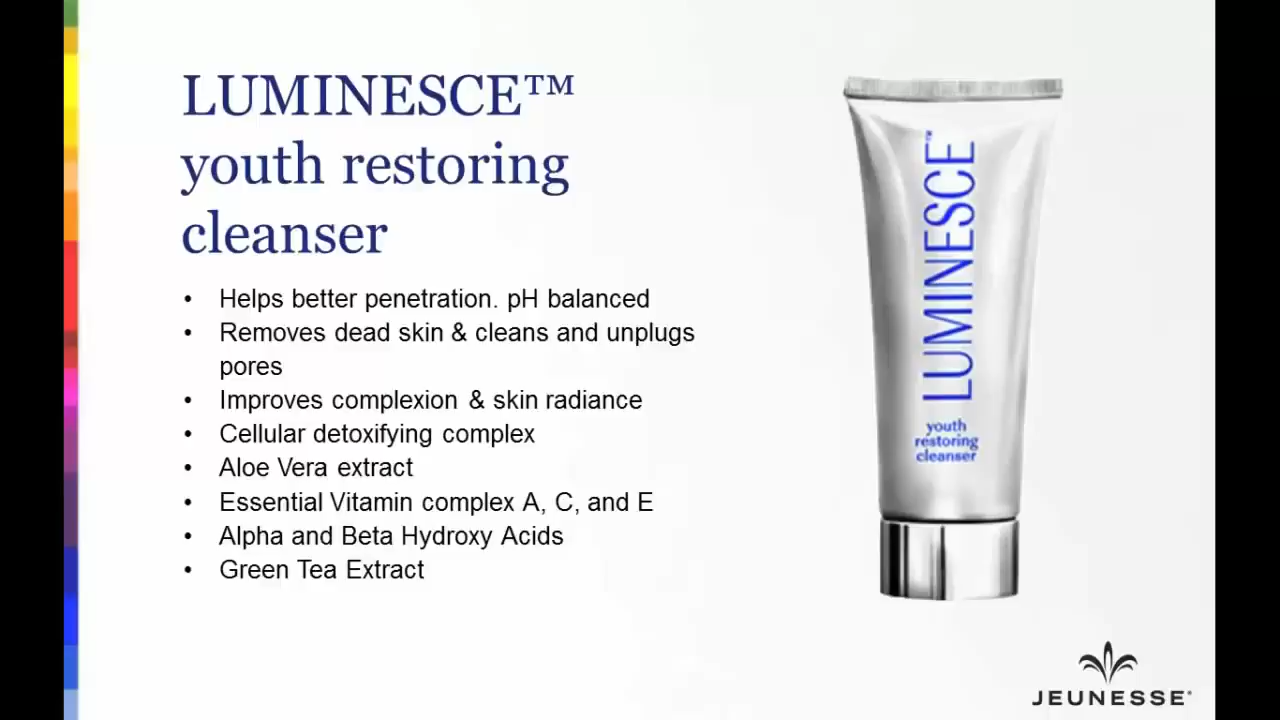 LUMINESCE™
youth restoring
cleanser
• Helps better penetration. pH balanced
• Removes dead skin & cleans and unplugs
pores
• Improves complexion & skin radiance
• Cellular detoxifying complex
• Aloe Vera extract
• Essential Vitamin complex A, C, and E
• Alpha and Beta Hydroxy Acids
• Green Tea Extract
LUMINESCE™
youth
restoring
cleanser
JEUNESSE®